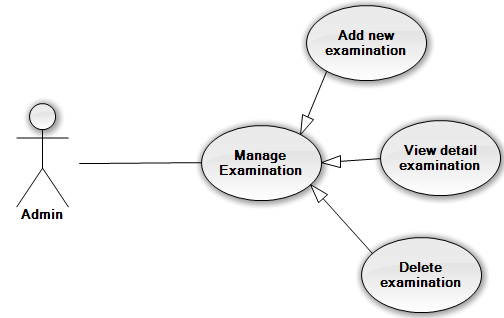 Add new
examination
View detail
examination
Manage
Examination
Admin
Delete
examination